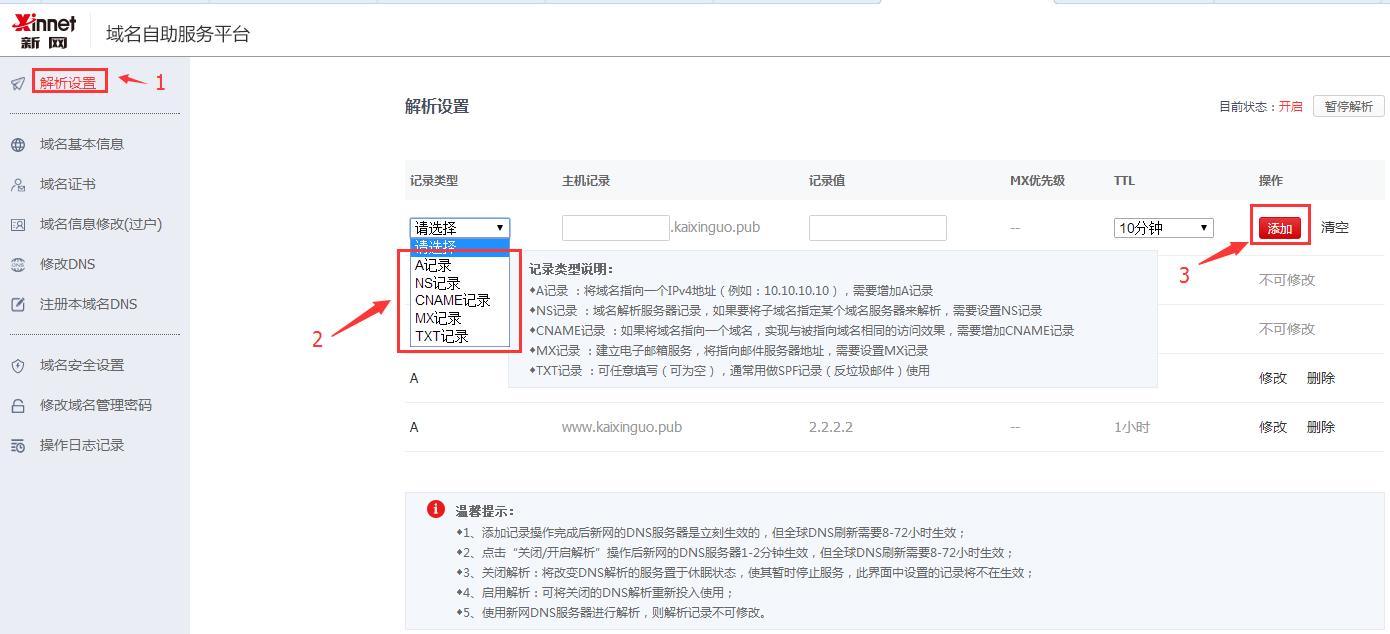 Xinnet
新 网
域名自助服务平台
解析设置
1
域名基本信息
域名证书
域名信息修改(过户)
修改DNS
注册本域名DNS
域名安全设置
修改域名管理密码
操作日志记录
解析设置
目前状态：开启 暂停解析
记录类型 主机记录 记录值 MX优先级 TTL 操作
请选择 .kaixinguo.pub -- 10分钟 添加 清空
请选择
A记录
NS记录
CNAME记录
MX记录
TXT记录
2
3
记录类型说明：
♦A记录 ：将域名指向一个IPv4地址（例如：10.10.10.10），需要增加A记录
♦NS记录 ：域名解析服务器记录，如果要将子域名指定某个域名服务器来解析，需要设置NS记录
♦CNAME记录 ：如果将域名指向一个域名，实现与被指向域名相同的访问效果，需要增加CNAME记录
♦MX记录 ：建立电子邮箱服务，将指向邮件服务器地址，需要设置MX记录
♦TXT记录 ：可任意填写（可为空），通常用做SPF记录（反垃圾邮件）使用
不可修改
不可修改
A 修改 删除
A www.kaixinguo.pub 2.2.2.2 -- 1小时 修改 删除
温馨提示：
♦1、添加记录操作完成后新网的DNS服务器是立刻生效的，但全球DNS刷新需要8-72小时生效；
♦2、点击“关闭/开启解析”操作后新网的DNS服务器1-2分钟生效，但全球DNS刷新需要8-72小时生效；
♦3、关闭解析：将改变DNS解析的服务置于休眠状态，使其暂时停止服务，此界面中设置的记录将不在生效；
♦4、启用解析：可将关闭的DNS解析重新投入使用；
♦5、使用新网DNS服务器进行解析，则解析记录不可修改。